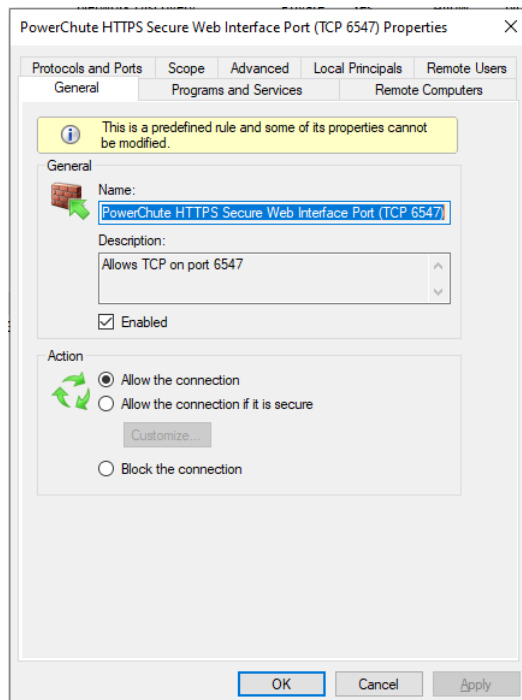 PowerChute HTTPS Secure Web Interface Port (TCP 6547) Properties
Protocols and Ports
Scope
Advanced
Local Principals
Remote Users
General
Programs and Services
Remote Computers
This is a predefined rule and some of its properties cannot
be modified.
General
Name:
PowerChute HTTPS Secure Web Interface Port (TCP 6547)
Description:
Allows TCP on port 6547
Enabled
Action
Allow the connection
Allow the connection if it is secure
Customize...
Block the connection
OK
Cancel
Apply